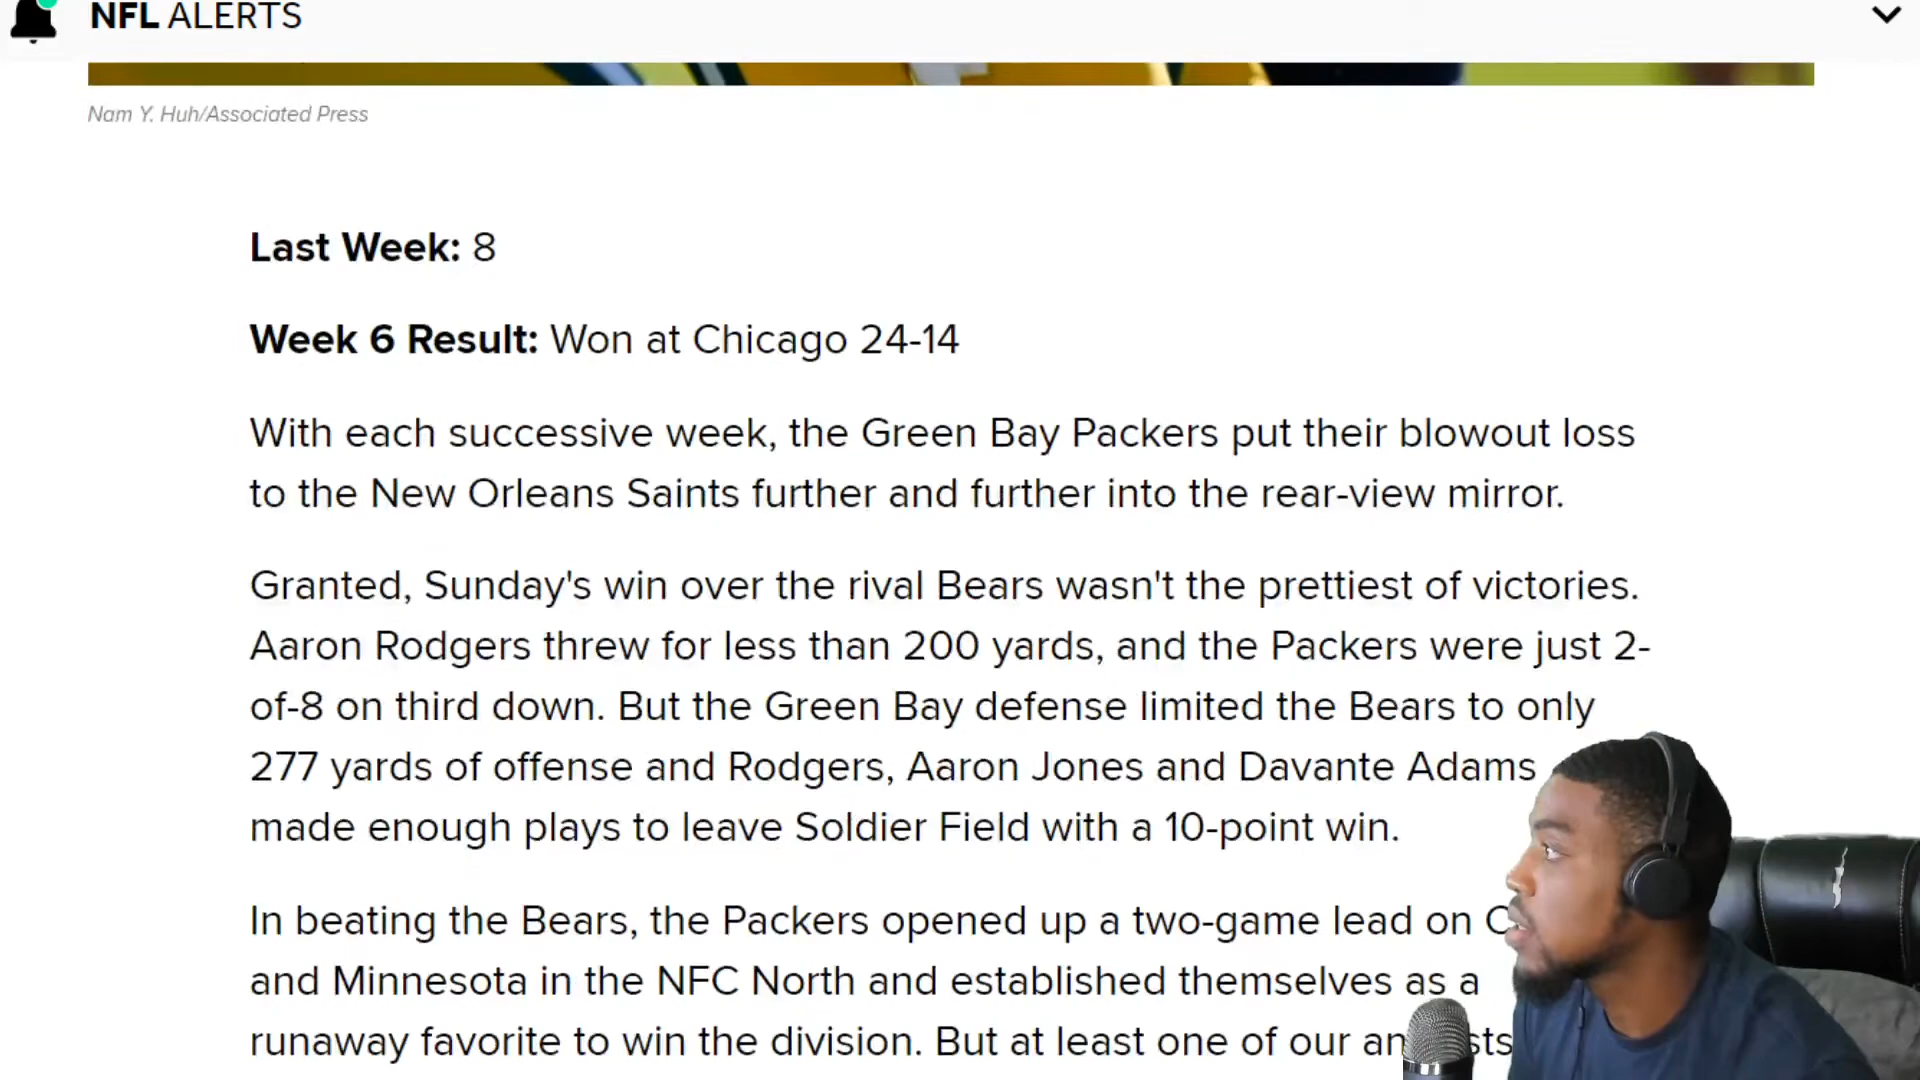 NFL ALERTS
Nam Y. Huh/Associated Press
Last Week: 8
Week 6 Result: Won at Chicago 24-14
With each successive week, the Green Bay Packers put their blowout loss
to the New Orleans Saints further and further into the rear-view mirror.
Granted, Sunday's win over the rival Bears wasn't the prettiest of victories.
Aaron Rodgers threw for less than 200 yards, and the Packers were just 2-
of-8 on third down. But the Green Bay defense limited the Bears to only
277 yards of offense and Rodgers, Aaron Jones and Davante Adams
made enough plays to leave Soldier Field with a 10-point win.
In beating the Bears, the Packers opened up a two-game lead on
and Minnesota in the NFC North and established themselves as a
runaway favorite to win the division. But at least one of our